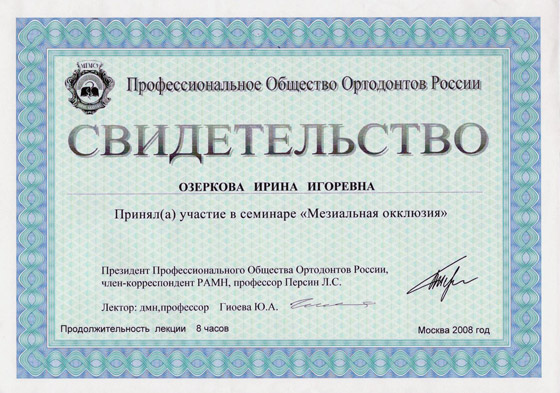 МГМСУ
Профессиональное Общество Ортодонтов России
СВИДЕТЕЛЬСТВО
ОЗЕРКОВА ИРИНА ИГОРЕВНА
Принял(а) участие в семинаре «Мезиальная окклюзия»
Президент Профессионального Общества Ортодонтов России,
член-корреспондент РАМН, профессор Персин Л.С.
Лектор: дмн,профессор Гиоева Ю.А.
Продолжительность лекции 8 часов
Москва 2008 год